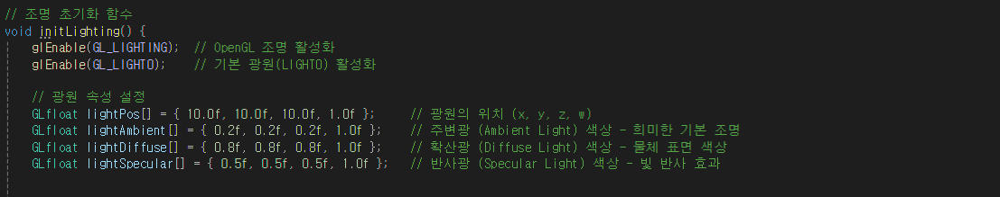 // 조명 초기화 함수
void initLighting() {
glEnable(GL_LIGHTING);  // OpenGL 조명 활성화
glEnable(GL_LIGHT0);    // 기본 광원(LIGHT0) 활성화
// 광원 속성 설정
GLfloat lightPos[] = { 10.0f, 10.0f, 10.0f, 1.0f };     // 광원의 위치 (x, y, z, w)
GLfloat lightAmbient[] = { 0.2f, 0.2f, 0.2f, 1.0f };   // 주변광 (Ambient Light) 색상 - 희미한 기본 조명
GLfloat lightDiffuse[] = { 0.8f, 0.8f, 0.8f, 1.0f };   // 확산광 (Diffuse Light) 색상 - 물체 표면 색상
GLfloat lightSpecular[] = { 0.5f, 0.5f, 0.5f, 1.0f };  // 반사광 (Specular Light) 색상 - 빛 반사 효과